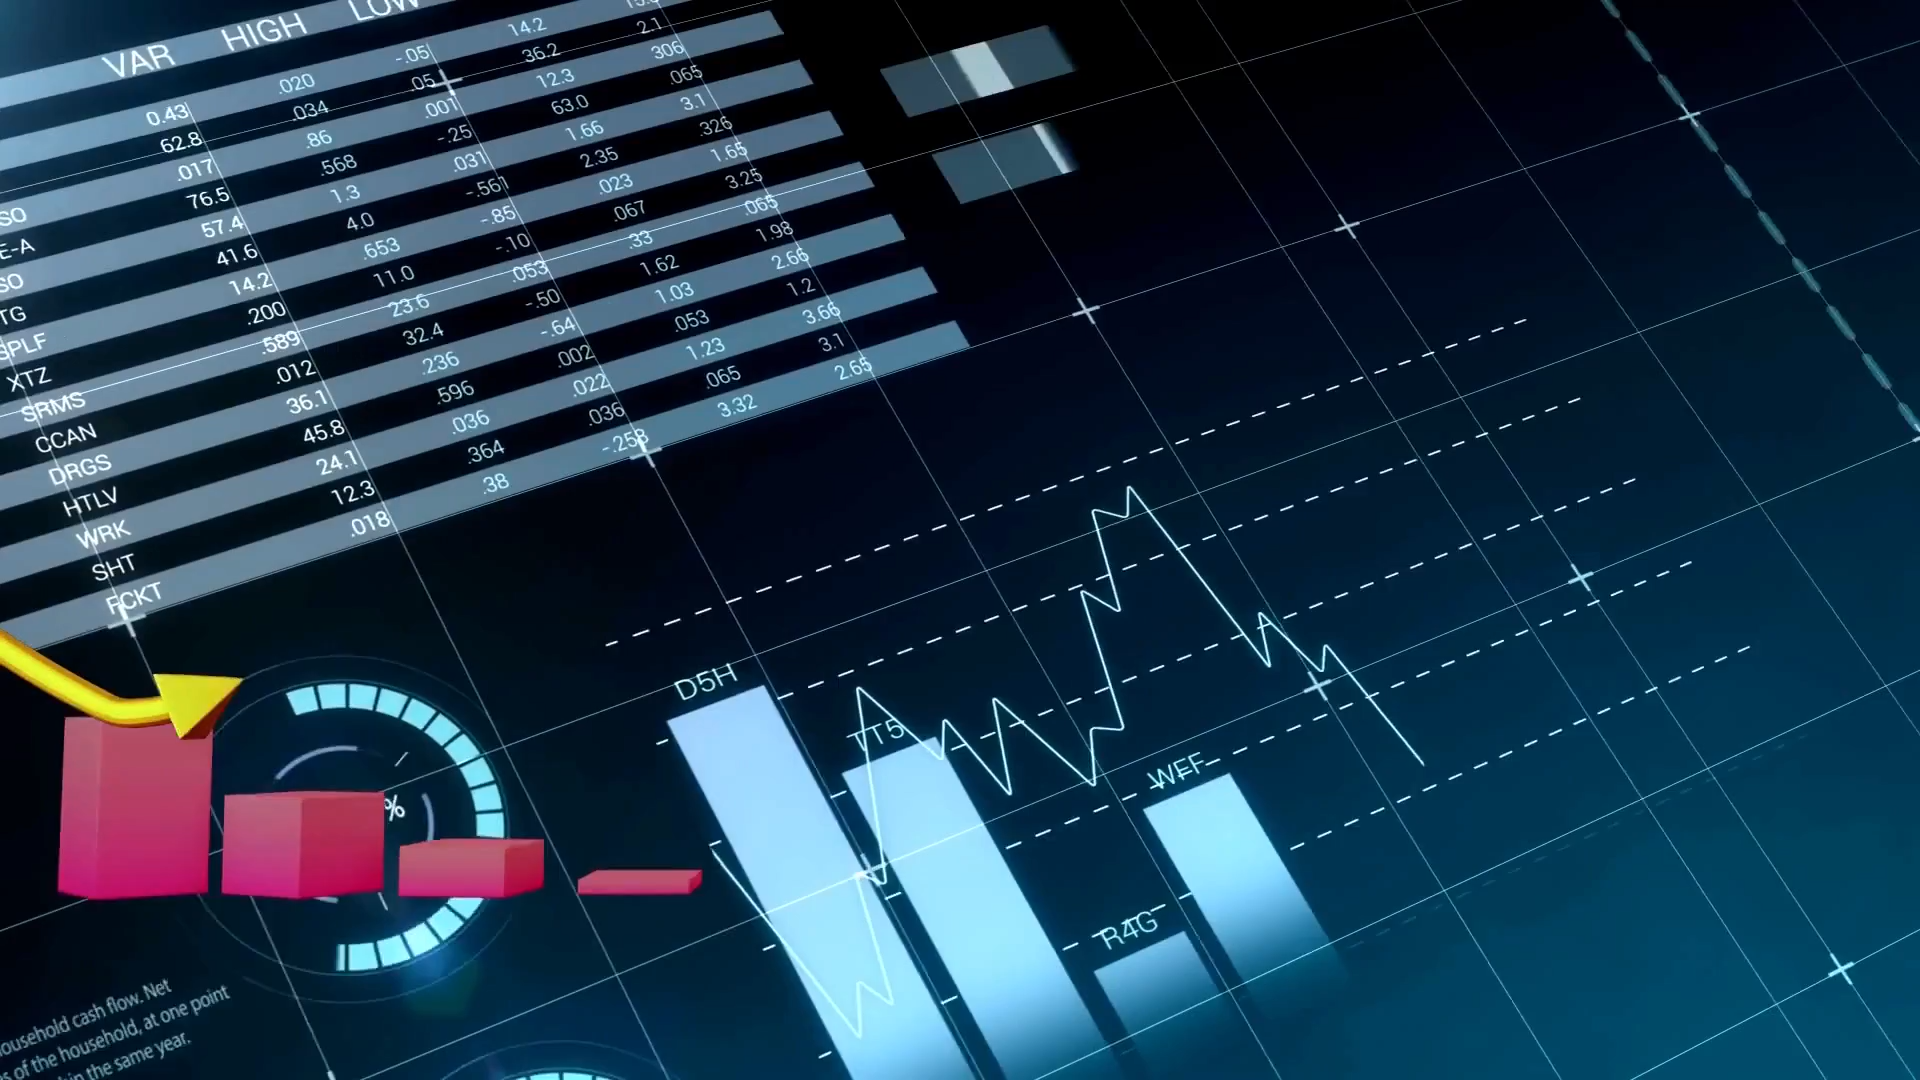 VAR HIGH LOW
0.43 .020 -.05 14.2
62.8 .034 .05 36.2 2.1
SO .017 .86 .001 12.3 306
E-A 76.5 .568 -.25 63.0 .065
SO 57.4 1.3 .031 1.66 3.1
TG 41.6 4.0 -.561 2.35 .326
SPLF 14.2 .653 -.85 .023 1.65
XTZ .200 11.0 -.10 .067 3.25
SRMS .589 23.6 .053 .33 .065
CCAN .012 32.4 -.50 1.62 1.98
DRGS 36.1 .236 -.64 1.03 2.66
HTLV 45.8 .596 .002 .053 1.2
WRK 24.1 .036 .022 1.23 3.66
SHT 12.3 .364 .036 .065 3.1
FCKT .018 .38 -.258 3.32 2.65
D5H
TT5
WFF
R4G
%
household cash flow. Net
of the household, at one point
the same year.